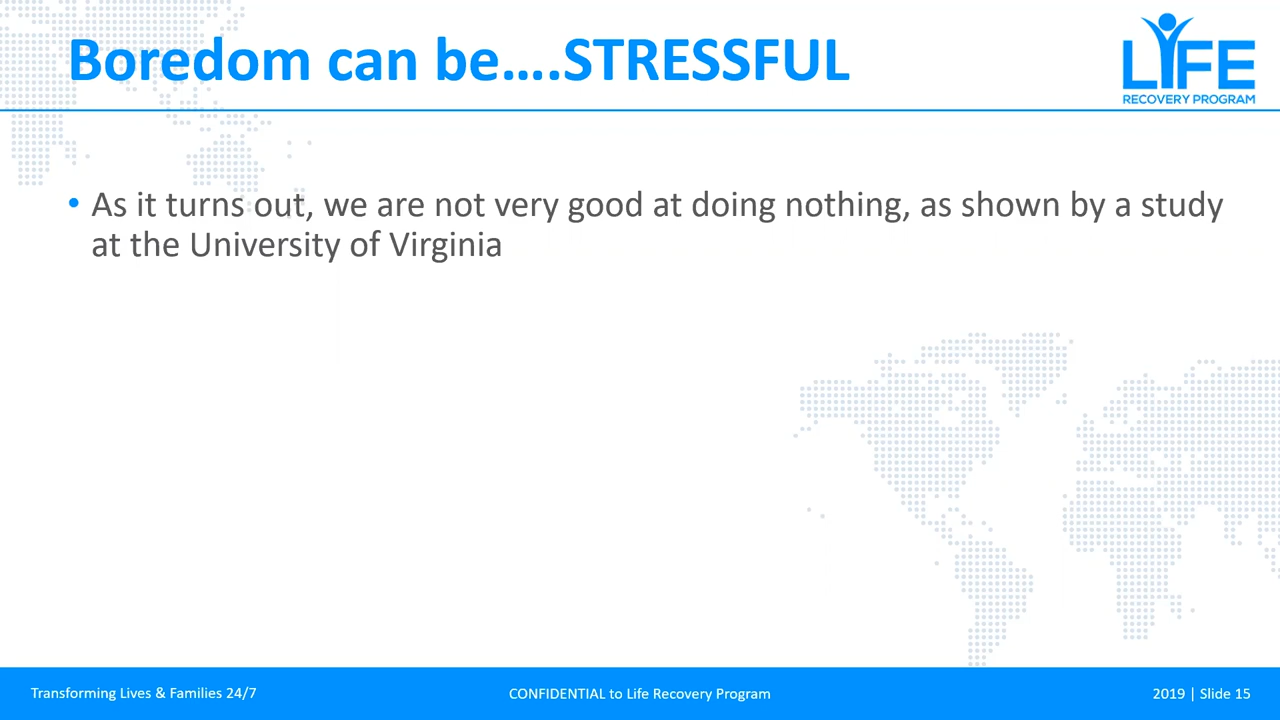 Boredom can be....STRESSFUL
LIFE
RECOVERY PROGRAM
• As it turns out, we are not very good at doing nothing, as shown by a study
at the University of Virginia
Transforming Lives & Families 24/7
CONFIDENTIAL to Life Recovery Program
2019 | Slide 15